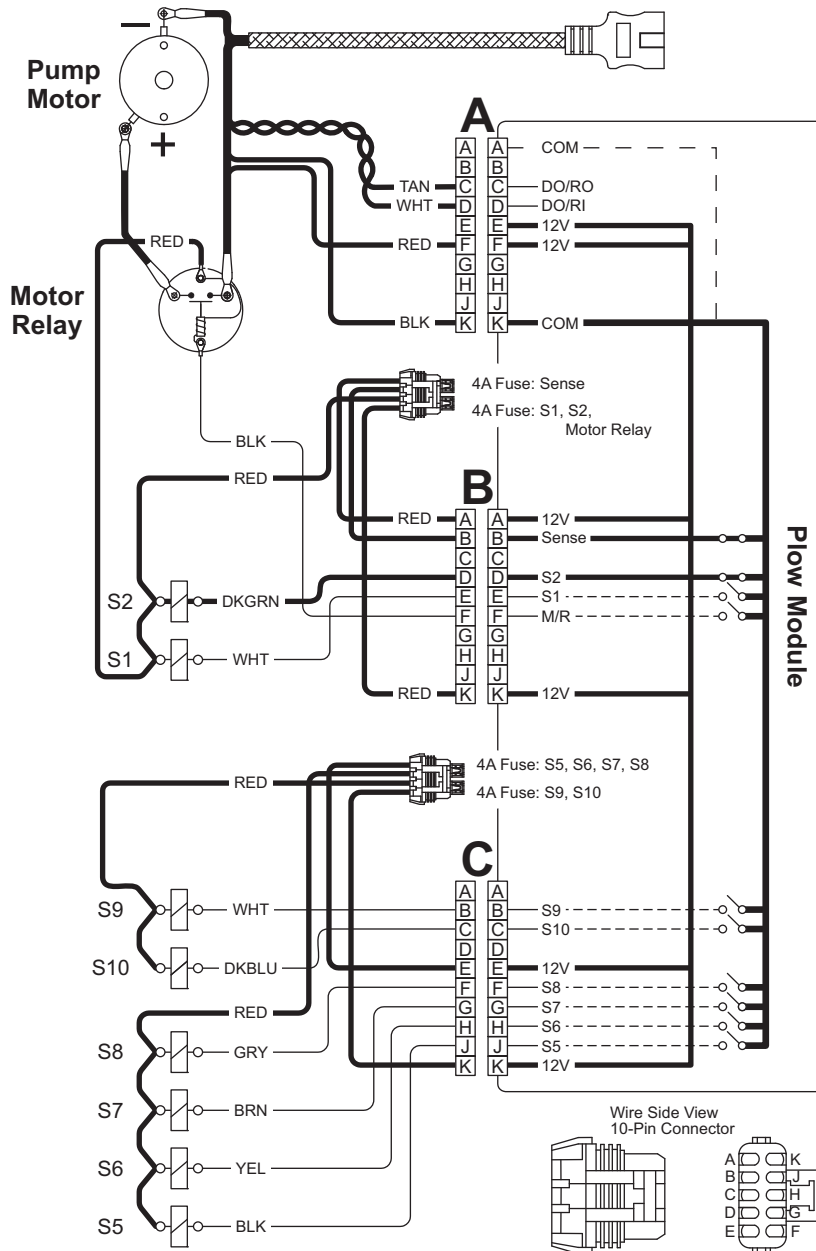 Pump
Motor
+
Motor
Relay
RED
A
A
B
C
D
E
F
G
H
J
K
A
B
C
D
E
F
G
H
J
K
TAN
WHT
RED
BLK
COM
DO/RO
DO/RI
12V
12V
COM
4A Fuse: Sense
4A Fuse: S1, S2,
Motor Relay
BLK
RED
B
RED
RED
A
B
C
D
E
F
G
H
J
K
A
B
C
D
E
F
G
H
J
K
12V
Sense
S2
S1
M/R
12V
Plow Module
S2
DKGRN
S1
WHT
4A Fuse: S5, S6, S7, S8
4A Fuse: S9, S10
RED
C
A
B
C
D
E
F
G
H
J
K
A
B
C
D
E
F
G
H
J
K
S9
S10
12V
S8
S7
S6
S5
12V
S9
WHT
S10
DKBLU
RED
S8
GRY
S7
BRN
S6
YEL
S5
BLK
Wire Side View
10-Pin Connector
A
B
C
D
E
K
J
H
G
F